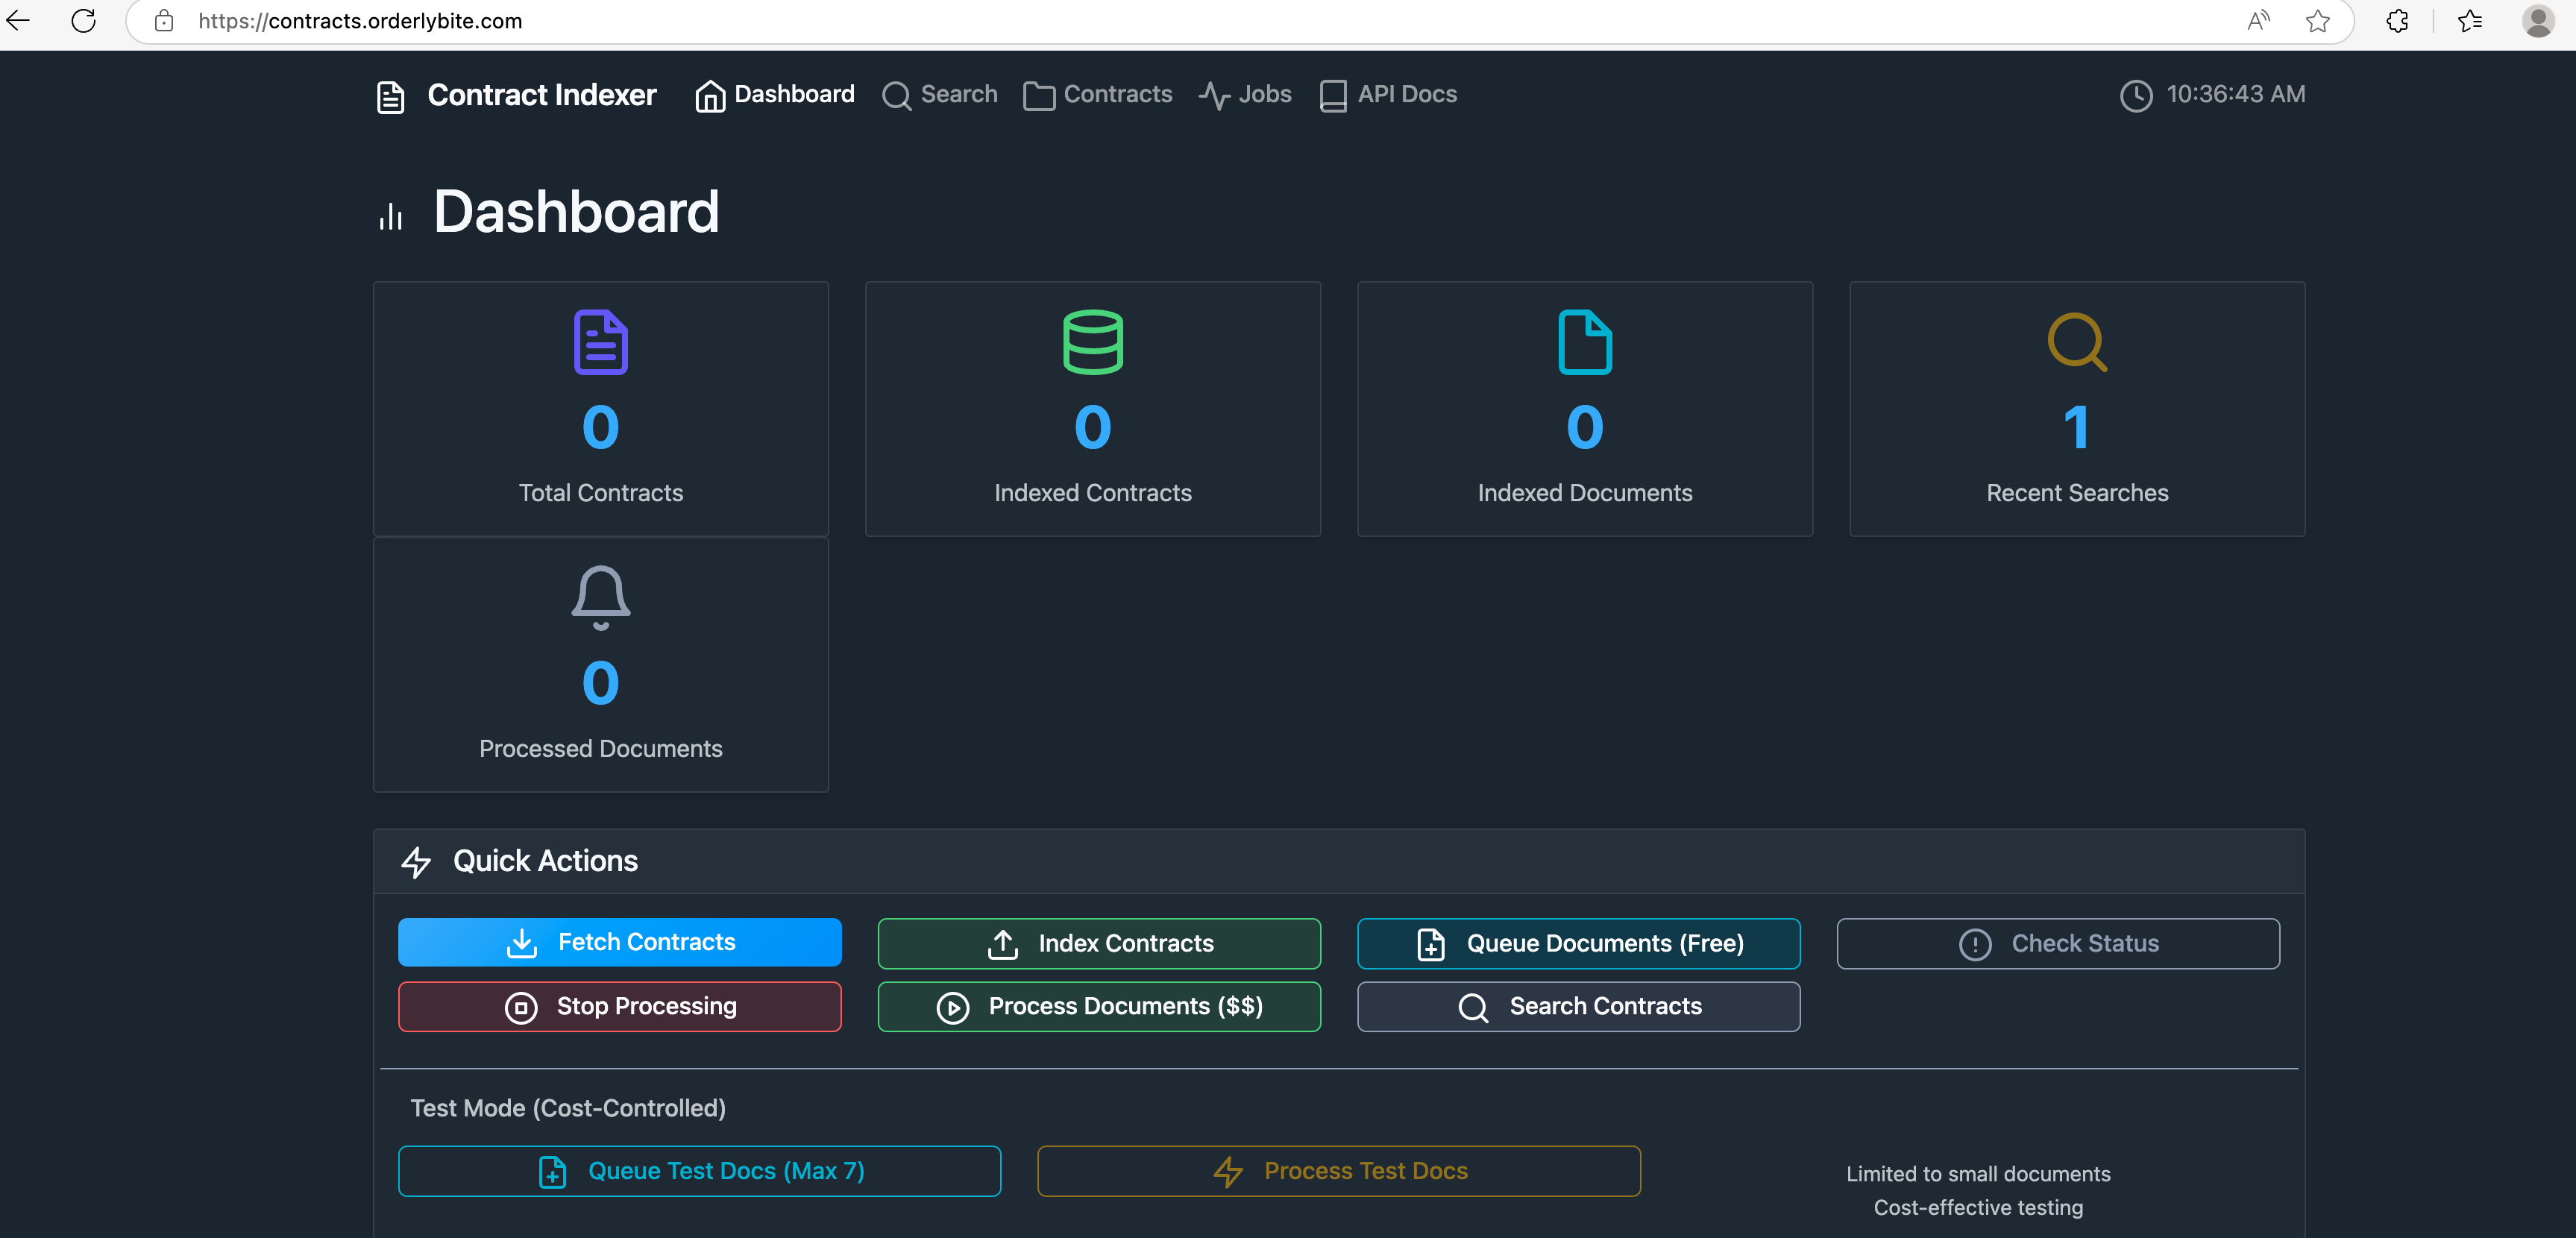 https://contracts.orderlybite.com
Contract Indexer Dashboard Search Contracts Jobs API Docs 10:36:43 AM
Dashboard
0 0 0 1
Total Contracts Indexed Contracts Indexed Documents Recent Searches
0
Processed Documents
Quick Actions
Fetch Contracts Index Contracts Queue Documents (Free) Check Status
Stop Processing Process Documents ($$) Search Contracts
Test Mode (Cost-Controlled)
Queue Test Docs (Max 7) Process Test Docs Limited to small documents
Cost-effective testing